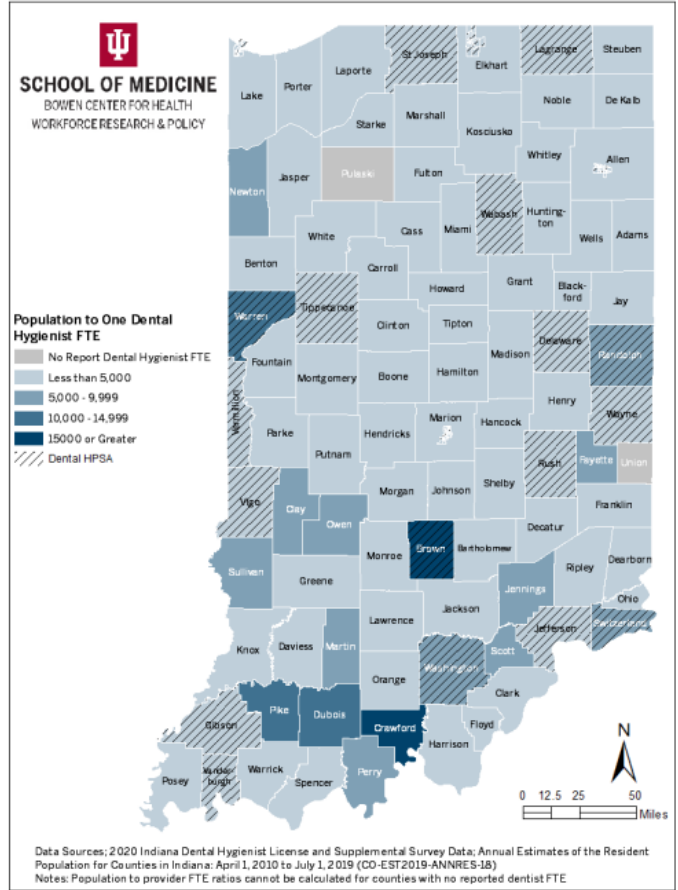 SCHOOL OF MEDICINE
BOWEN CENTER FOR HEALTH
WORKFORCE RESEARCH & POLICY
St Joseph
Lagrange
Steuben
Elkhart
Laporte
Porter
Lake
Noble
De Kalb
Marshall
Starke
Kosciusko
Whitley
Allen
Jasper
Pulaski
Fulton
Newton
Wabash
Hunting-
ton
Miami
Cass
White
Wells
Adams
Benton
Carroll
Howard
Grant
Black-
ford
Jay
Tippecanoe
Warren
Clinton
Tipton
Delaware
Randolph
Madison
Fountain
Montgomery
Boone
Hamilton
Henry
Wayne
Vermillion
Parke
Putnam
Hendricks
Marion
Hancock
Rush
Fayette
Union
Vigo
Clay
Owen
Morgan
Johnson
Shelby
Franklin
Decatur
Monroe
Brown
Bartholomew
Dearborn
Ripley
Sullivan
Greene
Jennings
Ohio
Jackson
Lawrence
Jefferson
Switzerland
Knox
Daviess
Martin
Scott
Washington
Orange
Clark
Pike
Dubois
Crawford
Floyd
Harrison
Gibson
Perry
Posey
Vander-
burgh
Warrick
Spencer
Population to One Dental
Hygienist FTE
No Report Dental Hygienist FTE
Less than 5,000
5,000 - 9,999
10,000 - 14,999
15000 or Greater
Dental HPSA
N
0 12.5 25 50
Miles
Data Sources; 2020 Indiana Dental Hygienist License and Supplemental Survey Data; Annual Estimates of the Resident
Population for Counties in Indiana: April 1, 2010 to July 1, 2019 (CO-EST2019-ANNRES-18)
Notes: Population to provider FTE ratios cannot be calculated for counties with no reported dentist FTE